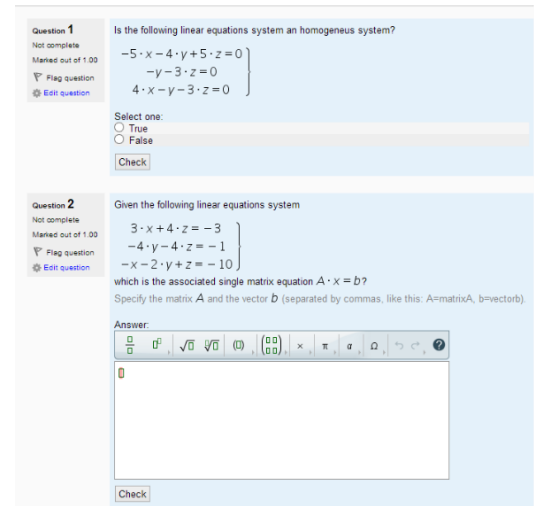 Question 1
Not complete
Marked out of 1.00
Flag question
Edit question
Is the following linear equations system an homogeneus system?
−5·x−4·y+5·z=0
−y−3·z=0
4·x−y−3·z=0
Select one:
True
False
Check
Question 2
Not complete
Marked out of 1.00
Flag question
Edit question
Given the following linear equations system
3·x+4·z=−3
−4·y−4·z=−1
−x−2·y+z=−10
which is the associated single matrix equation A·x=b?
Specify the matrix A and the vector b (separated by commas, like this: A=matrixA, b=vectorb).
Answer:
Check